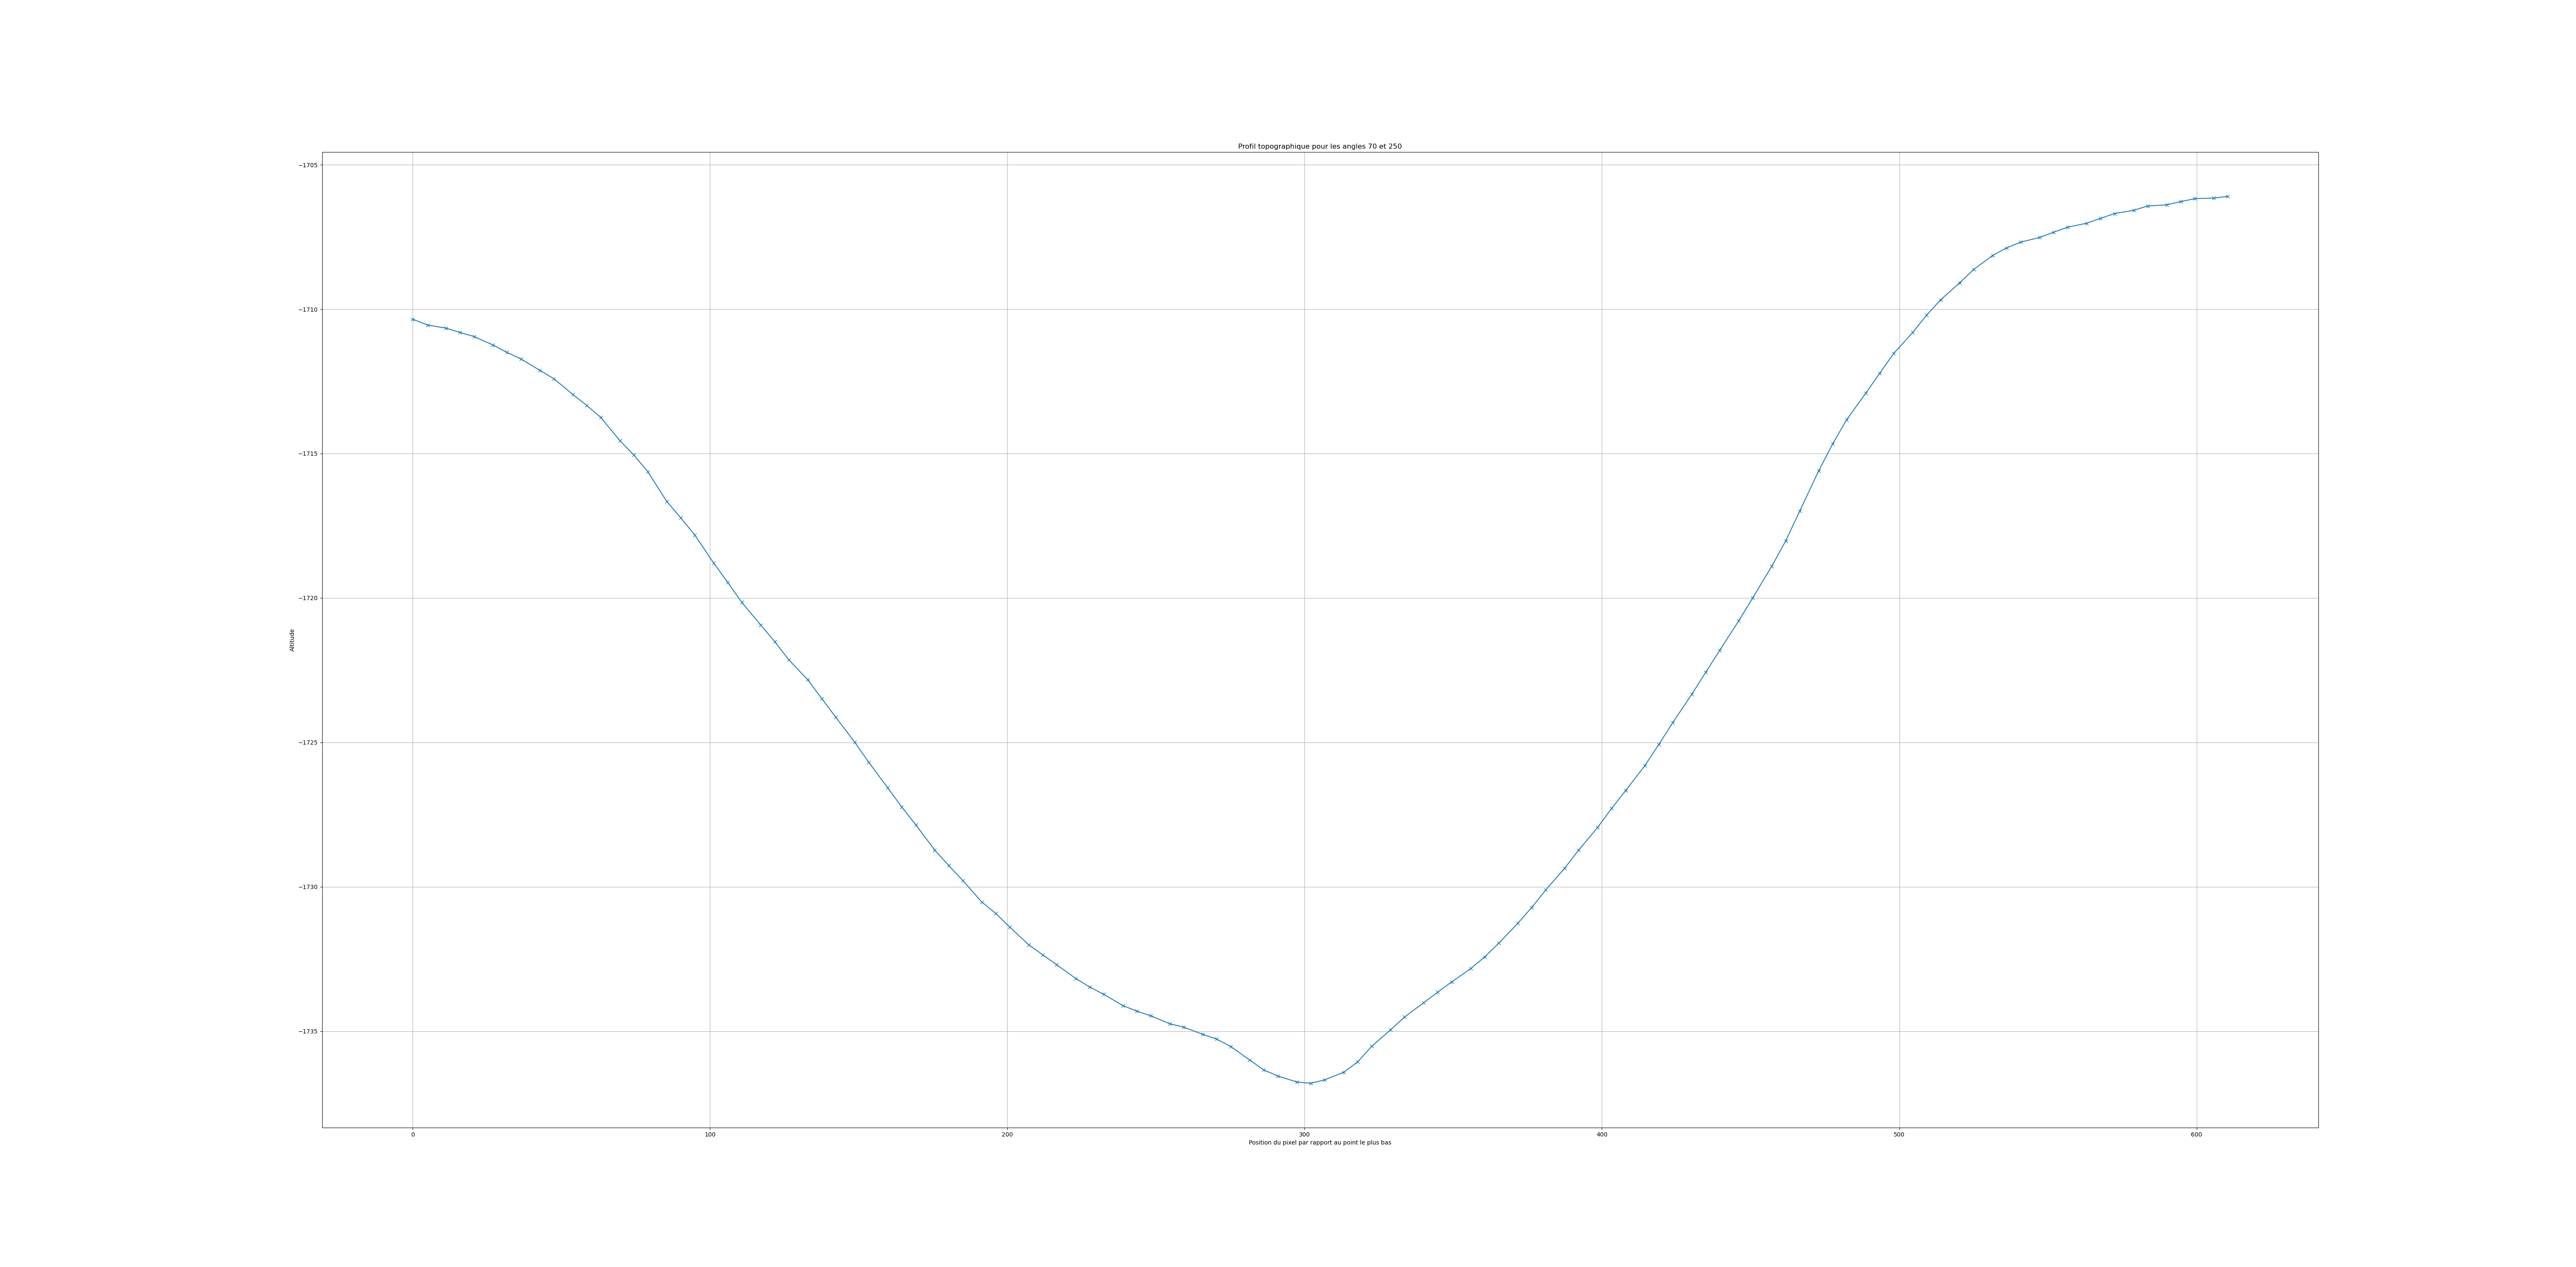 Profil topographique pour les angles 70 et 250
−1705
−1710
−1715
−1720
−1725
−1730
−1735
Altitude
0 100 200 300 400 500 600
Position du pixel par rapport au point le plus bas